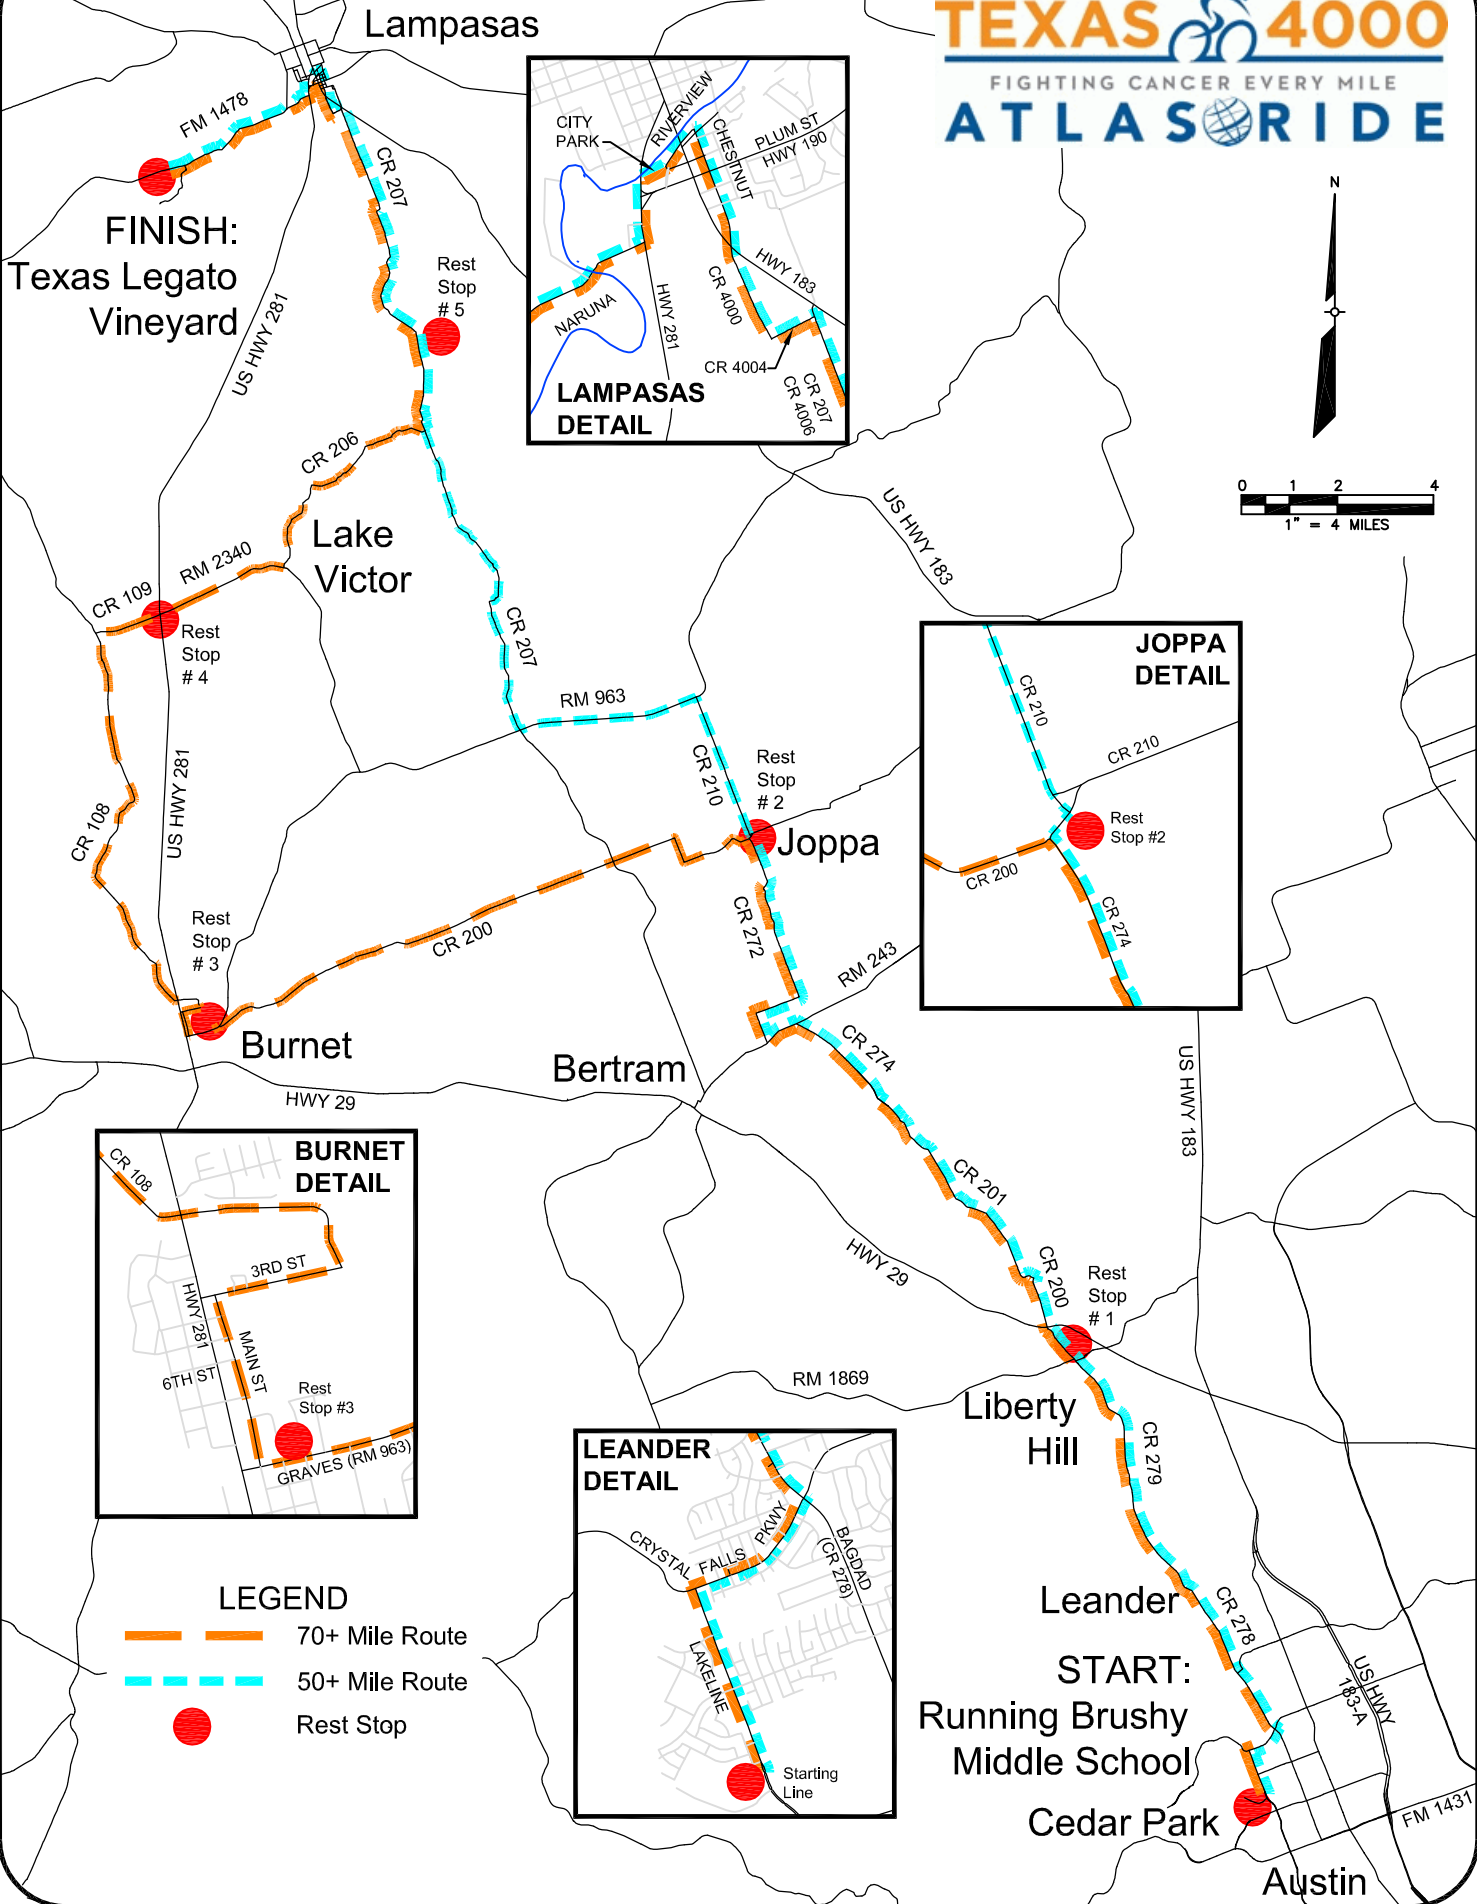 Lampasas
TEXAS 4000
FIGHTING CANCER EVERY MILE
ATLAS RIDE
FM 1478
CR 207
FINISH:
Texas Legato
Vineyard
US HWY 281
Rest
Stop
# 5
CITY
PARK
RIVERVIEW
CHESTNUT
PLUM ST
HWY 190
HWY 183
CR 4000
NARUNA
HWY 281
CR 4004
CR 207
CR 4006
LAMPASAS
DETAIL
N
0 1 2 4
1" = 4 MILES
CR 206
Lake
Victor
RM 2340
CR 109
Rest
Stop
# 4
US HWY 183
CR 207
RM 963
CR 210
Rest
Stop
# 2
Joppa
JOPPA
DETAIL
CR 210
CR 210
Rest
Stop #2
CR 200
CR 274
US HWY 281
CR 108
Rest
Stop
# 3
CR 200
CR 272
RM 243
Burnet
Bertram
CR 274
US HWY 183
HWY 29
BURNET
DETAIL
CR 108
3RD ST
HWY 281
MAIN ST
6TH ST
Rest
Stop #3
GRAVES (RM 963)
CR 201
HWY 29
CR 200
Rest
Stop
# 1
RM 1869
Liberty
Hill
CR 279
LEANDER
DETAIL
CRYSTAL
FALLS
PKWY
BAGDAD
(CR 278)
LAKELINE
Starting
Line
LEGEND
70+ Mile Route
50+ Mile Route
Rest Stop
Leander
CR 278
START:
Running Brushy
Middle School
US HWY
183-A
Cedar Park
FM 1431
Austin